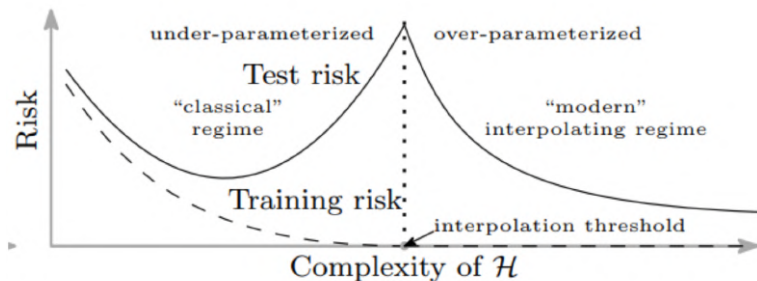 under-parameterized
over-parameterized
Test risk
“classical”
regime
“modern”
interpolating regime
Risk
Training risk
interpolation threshold
Complexity of ℋ